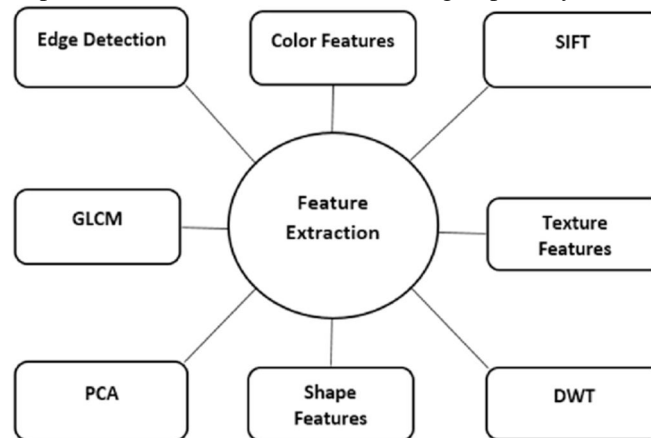 Edge Detection
Color Features
SIFT
GLCM
Feature
Extraction
Texture
Features
PCA
Shape
Features
DWT